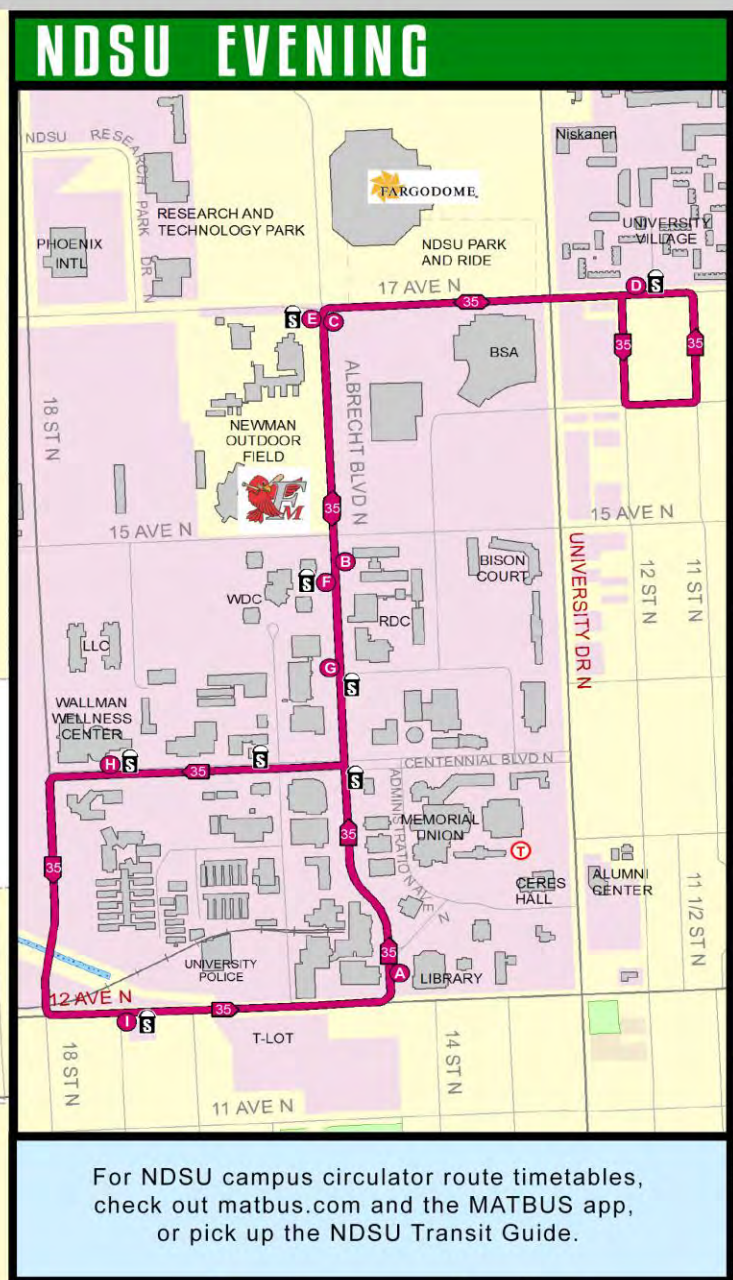 NDSU EVENING
NDSU RESEARCH PARK DR N
Niskanen
FARGODOME
RESEARCH AND
TECHNOLOGY PARK
UNIVERSITY
VILLAGE
PHOENIX
INTL
NDSU PARK
AND RIDE
17 AVE N
D
S
35
S
E
C
35
35
BSA
ALBRECHT BLVD N
18 ST N
NEWMAN
OUTDOOR
FIELD
FM
35
15 AVE N
15 AVE N
B
BISON
COURT
UNIVERSITY DR N
12 ST N
11 ST N
S
F
WDC
RDC
LLC
G
S
WALLMAN
WELLNESS
CENTER
H
S
S
35
CENTENNIAL BLVD N
S
ADMINISTRATION AVE N
MEMORIAL
UNION
35
T
35
CERES
HALL
ALUMNI
CENTER
11 1/2 ST N
35
UNIVERSITY
POLICE
A
LIBRARY
12 AVE N
35
I
S
T-LOT
18 ST N
14 ST N
11 AVE N
For NDSU campus circulator route timetables,
check out matbus.com and the MATBUS app,
or pick up the NDSU Transit Guide.